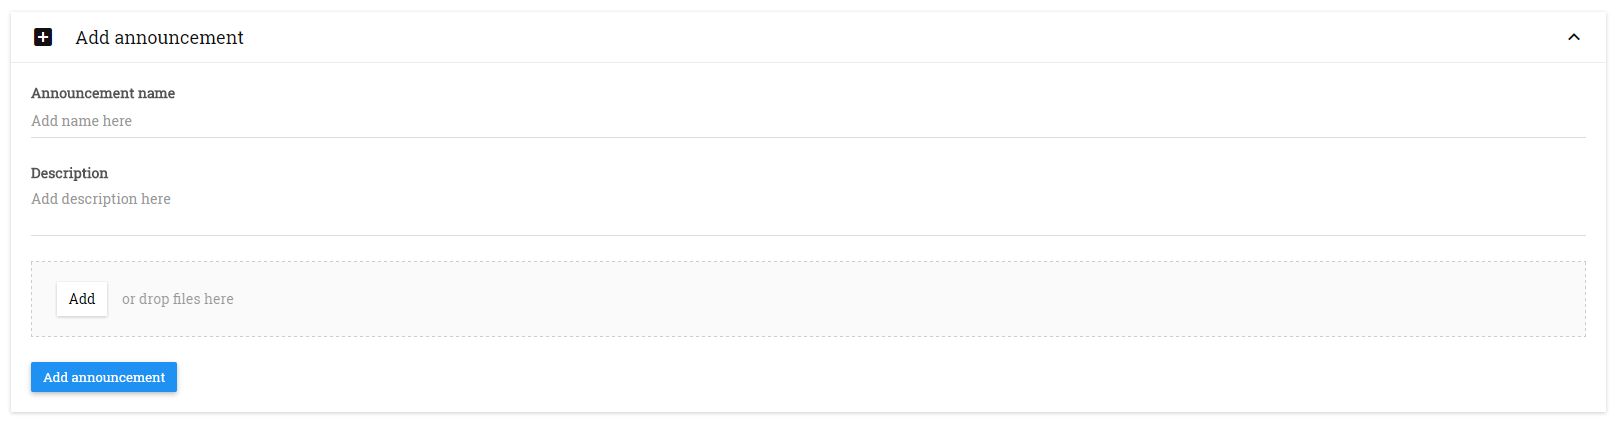 Add announcement
Announcement name
Add name here
Description
Add description here
Add or drop files here
Add announcement